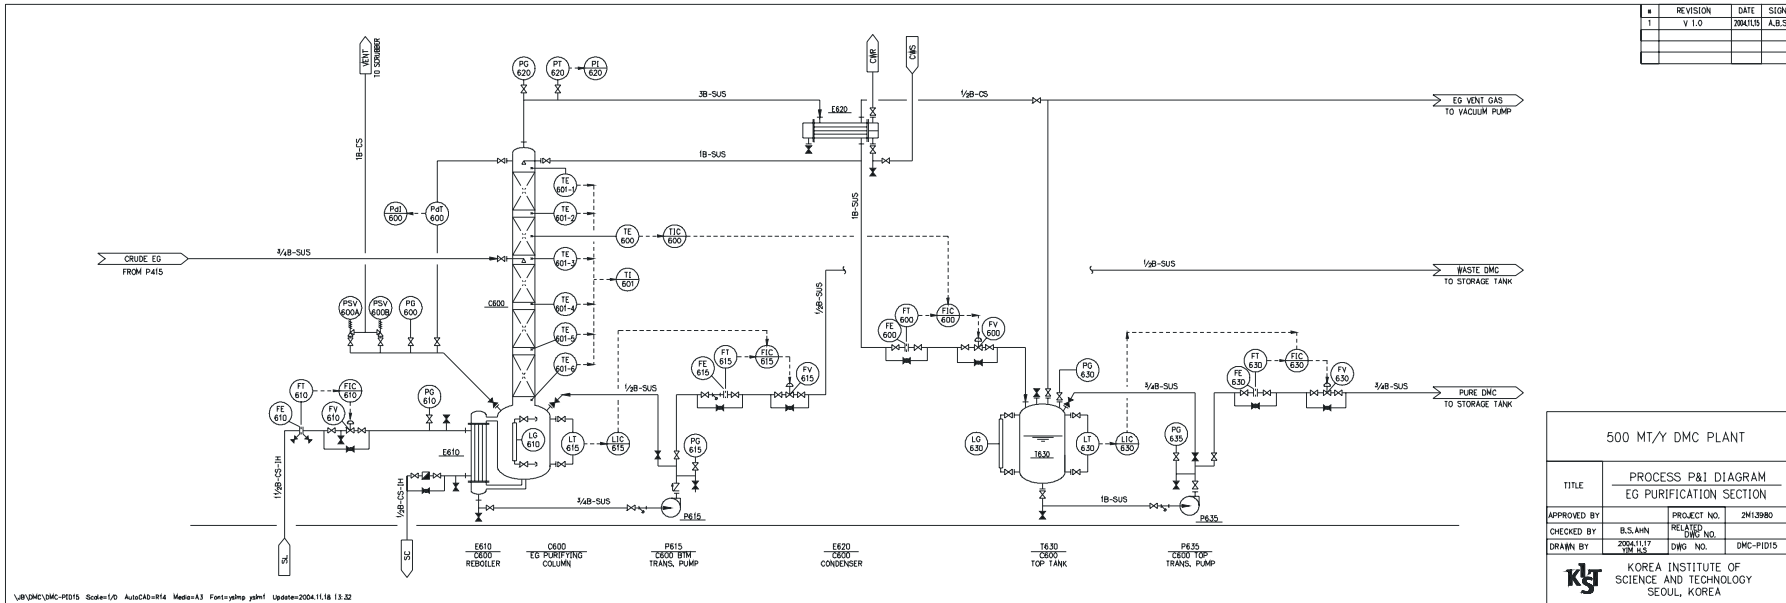 # REVISION DATE SIGN
1 V 1.0 2004.11.15 A.B.S
VENT
TO SCRUBBER
1B-CS
PG 620
PT 620
PI 620
3B-SUS
E620
CWR
CWS
1/2B-CS
EG VENT GAS
TO VACUUM PUMP
1B-SUS
TE 601-1
PdI 600
PdT 600
TE 601-2
TE 600
TIC 600
1B-SUS
CRUDE EG
FROM P415
3/4B-SUS
TE 601-3
TI 601
1/2B-SUS
1/2B-SUS
WASTE DMC
TO STORAGE TANK
PSV 600A
PSV 600B
PG 600
C600
TE 601-4
TE 601-5
TE 601-6
FE 600
FT 600
FIC 600
FV 600
FE 615
FT 615
FIC 615
FV 615
PG 630
FE 630
FT 630
FIC 630
FV 630
1/2B-SUS
3/4B-SUS
3/4B-SUS
PURE DMC
TO STORAGE TANK
FE 610
FT 610
FIC 610
FV 610
PG 610
E610
LG 610
LT 615
LIC 615
PG 615
LG 630
T630
LT 630
LIC 630
PG 635
1 1/2B-CS-IH
1/2B-CS-IH
3/4B-SUS
P615
1B-SUS
P635
SL
SC
E610
C600
REBOILER
C600
EG PURIFYING
COLUMN
P615
C600 BTM
TRANS. PUMP
E620
C600
CONDENSER
T630
C600
TOP TANK
P635
C600 TOP
TRANS. PUMP
500 MT/Y DMC PLANT
TITLE
PROCESS P&I DIAGRAM
EG PURIFICATION SECTION
APPROVED BY PROJECT NO. 2M13980
CHECKED BY B.S.AHN RELATED DWG NO.
DRAWN BY 2004.11.17 YIM H.S DWG NO. DMC-PID15
KIST
KOREA INSTITUTE OF
SCIENCE AND TECHNOLOGY
SEOUL, KOREA
\JB\DMC\DMC-PID15 Scale=1/0 AutoCAD=R14 Media=A3 Font=yslmp yslm1 Update=2004.11.18 13:32